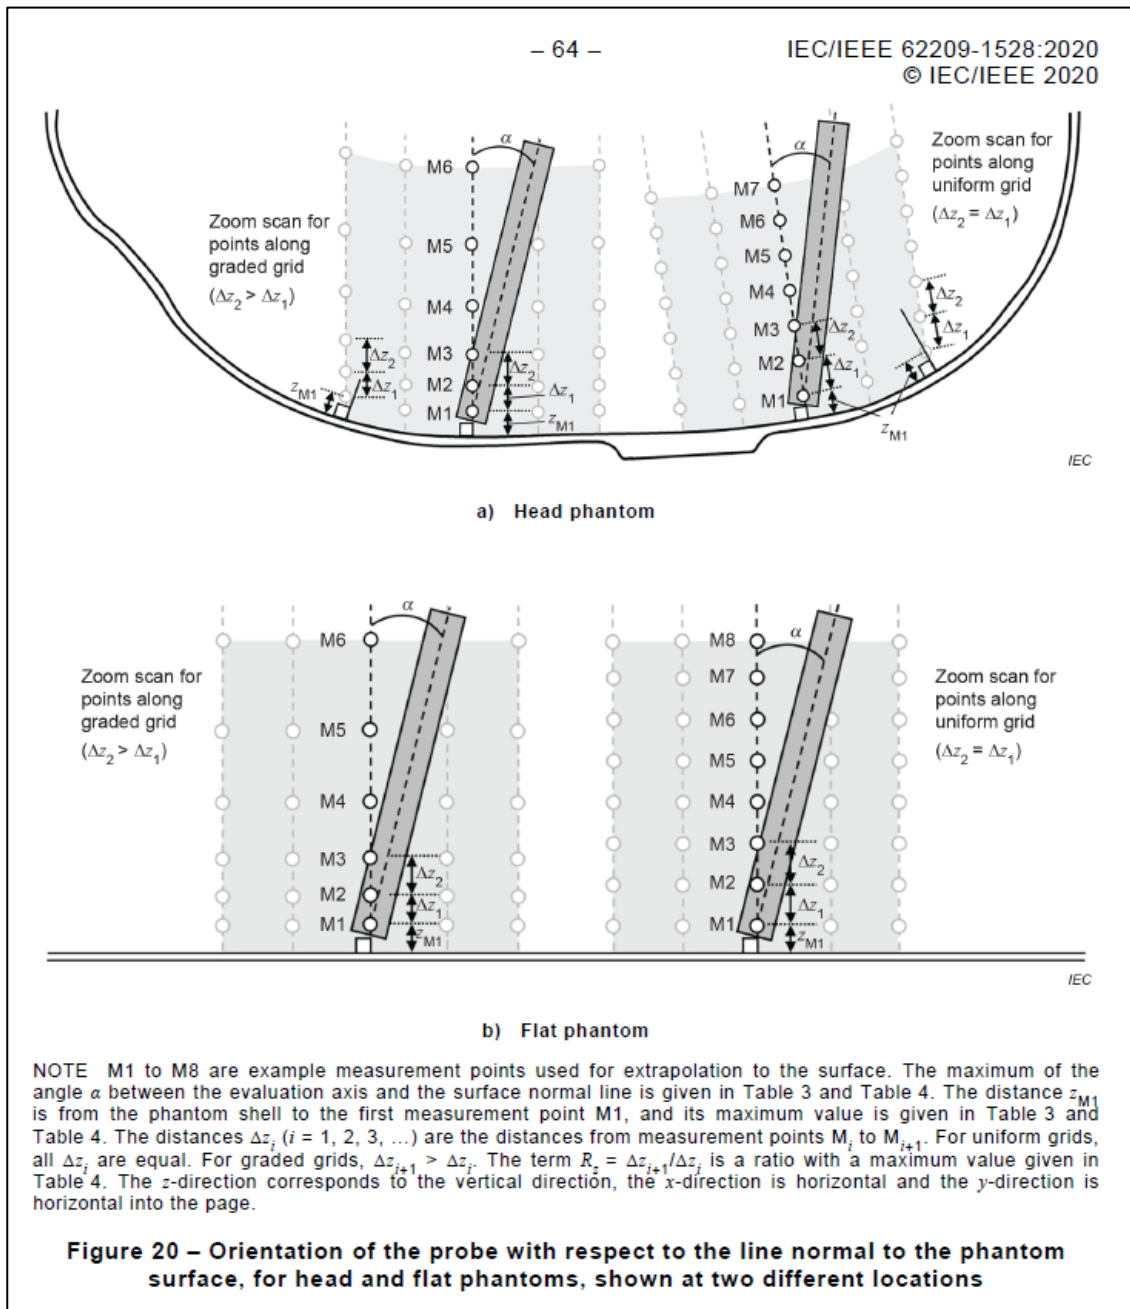 – 64 –
IEC/IEEE 62209-1528:2020
© IEC/IEEE 2020
Zoom scan for
points along
graded grid
(Δz2 > Δz1)
M6
M5
M4
M3
M2
M1
α
Δz2
Δz1
zM1
Δz2
Δz1
zM1
Zoom scan for
points along
uniform grid
(Δz2 = Δz1)
M7
M6
M5
M4
M3
M2
M1
α
Δz2
Δz1
Δz2
Δz1
zM1
IEC
a) Head phantom
Zoom scan for
points along
graded grid
(Δz2 > Δz1)
M6
M5
M4
M3
M2
M1
α
Δz2
Δz1
zM1
M8
M7
M6
M5
M4
M3
M2
M1
α
Δz2
Δz1
zM1
Zoom scan for
points along
uniform grid
(Δz2 = Δz1)
IEC
b) Flat phantom
NOTE M1 to M8 are example measurement points used for extrapolation to the surface. The maximum of the
angle α between the evaluation axis and the surface normal line is given in Table 3 and Table 4. The distance zM1
is from the phantom shell to the first measurement point M1, and its maximum value is given in Table 3 and
Table 4. The distances Δzi (i = 1, 2, 3, ...) are the distances from measurement points Mi to Mi+1. For uniform grids,
all Δzi are equal. For graded grids, Δzi+1 > Δzi. The term Rz = Δzi+1/Δzi is a ratio with a maximum value given in
Table 4. The z-direction corresponds to the vertical direction, the x-direction is horizontal and the y-direction is
horizontal into the page.
Figure 20 – Orientation of the probe with respect to the line normal to the phantom
surface, for head and flat phantoms, shown at two different locations